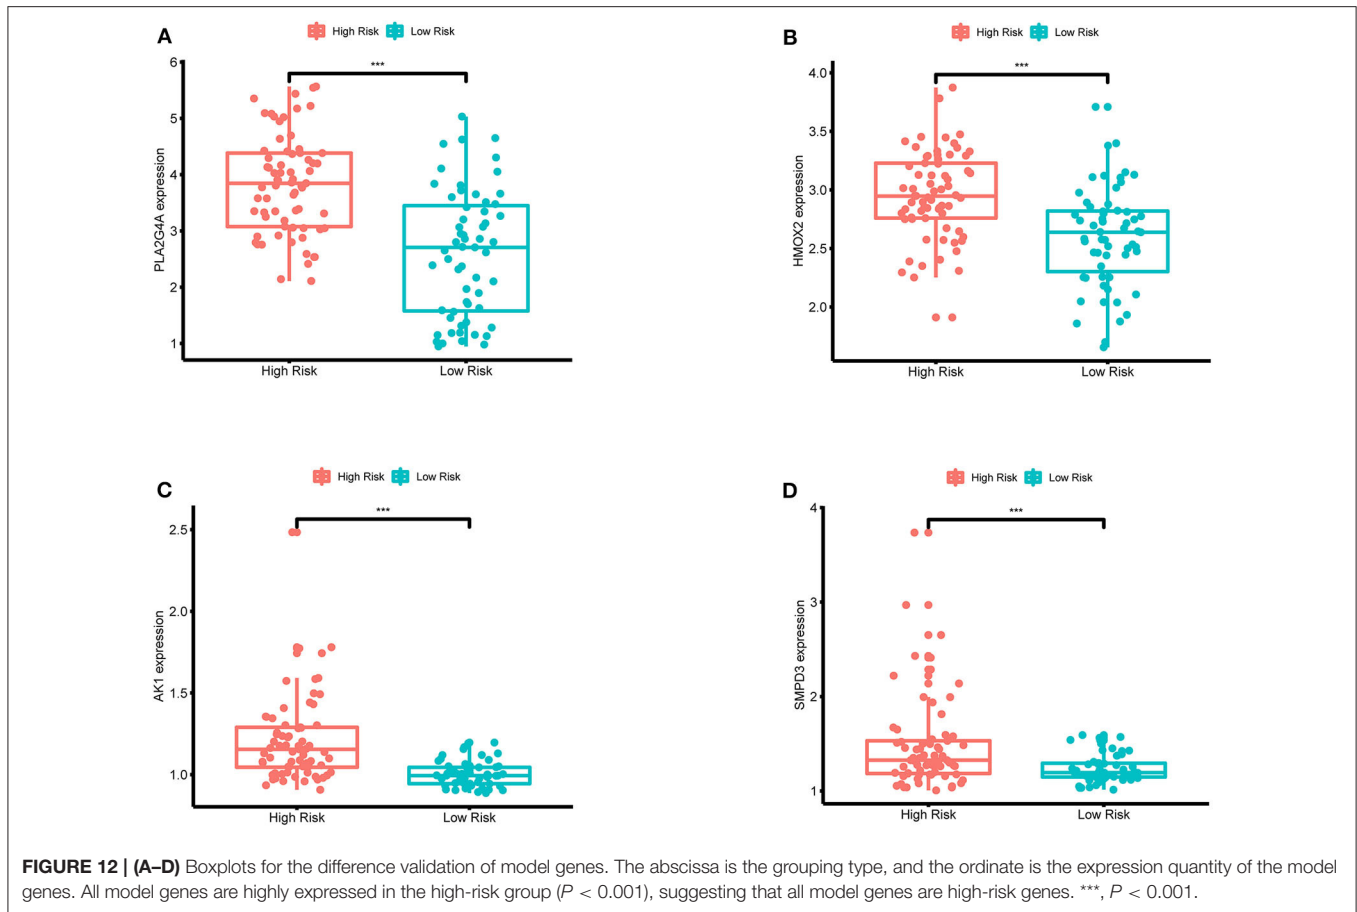 A
High Risk Low Risk
***
PLA2G4A expression
6
5
4
3
2
1
High Risk Low Risk
B
High Risk Low Risk
***
HMOX2 expression
4.0
3.5
3.0
2.5
2.0
High Risk Low Risk
C
High Risk Low Risk
***
AK1 expression
2.5
2.0
1.5
1.0
High Risk Low Risk
D
High Risk Low Risk
***
SMPD3 expression
4
3
2
1
High Risk Low Risk
FIGURE 12 | (A–D) Boxplots for the difference validation of model genes. The abscissa is the grouping type, and the ordinate is the expression quantity of the model
genes. All model genes are highly expressed in the high-risk group (P < 0.001), suggesting that all model genes are high-risk genes. ***, P < 0.001.